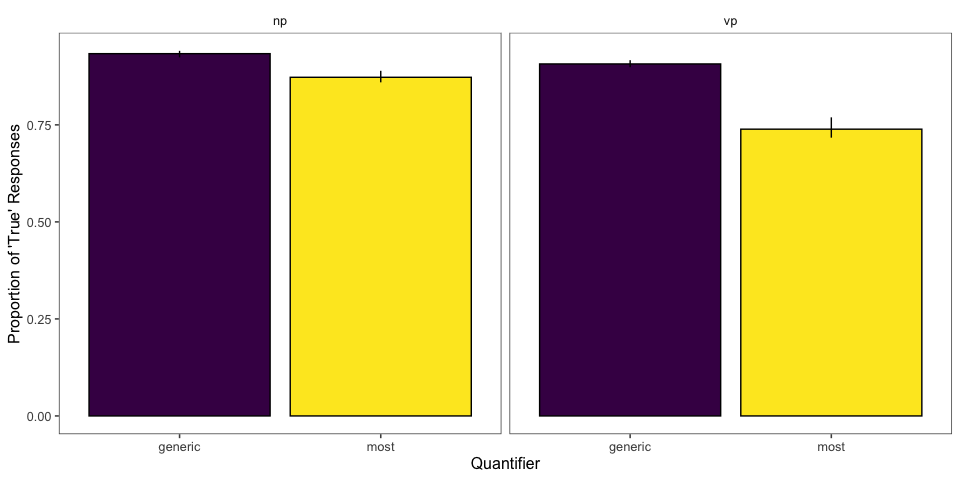 np
vp
Proportion of 'True' Responses
0.75
0.50
0.25
0.00
generic
most
generic
most
Quantifier